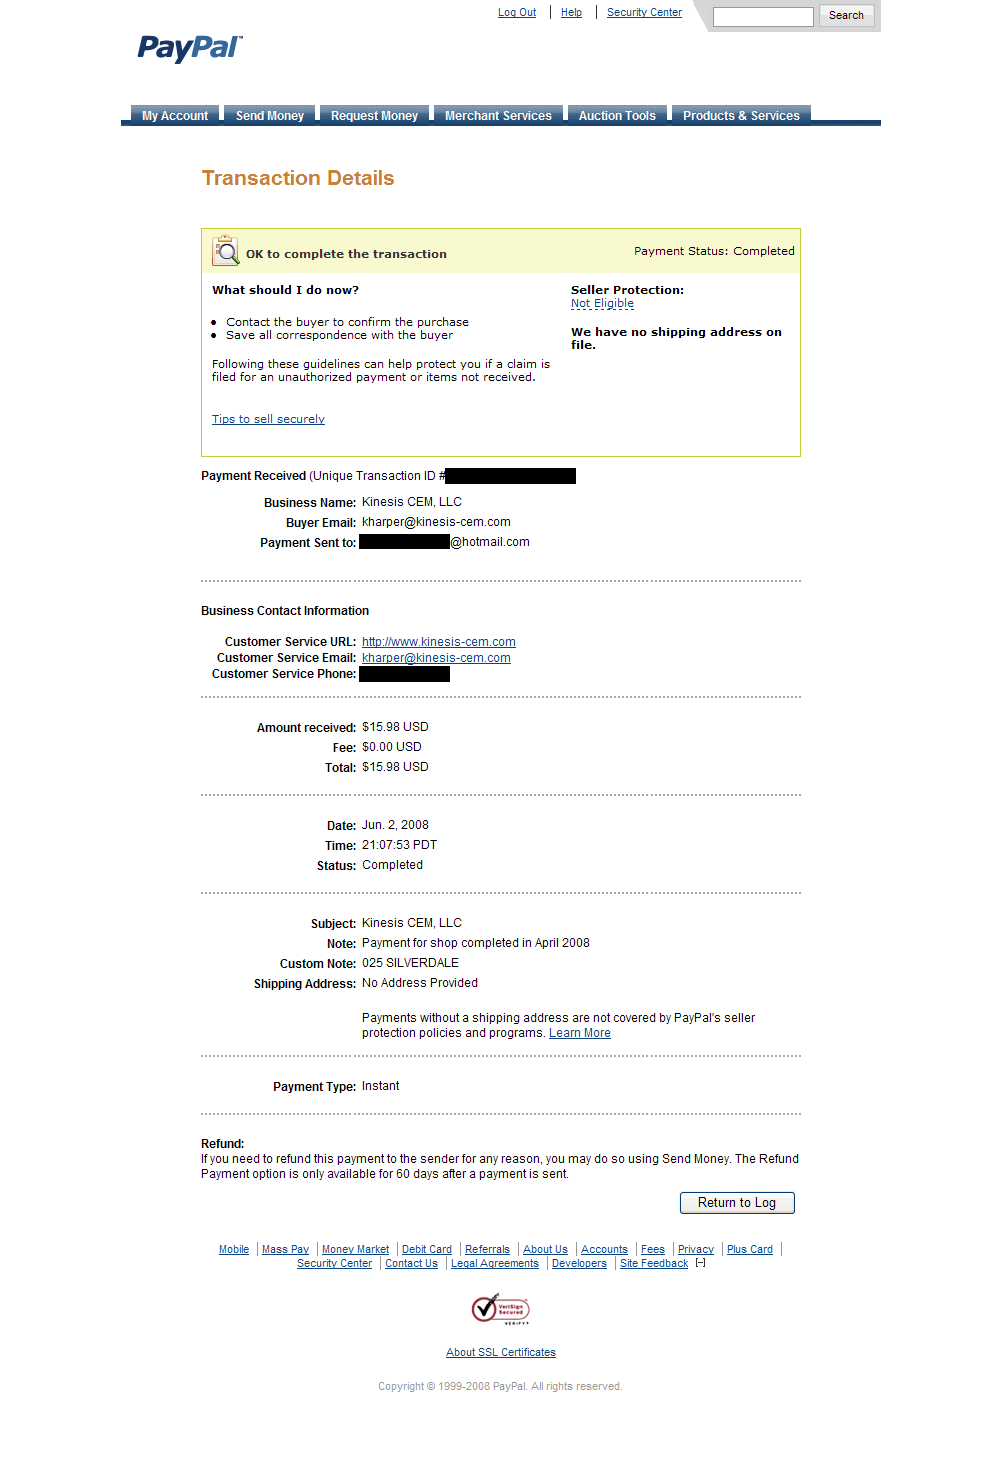 Log Out | Help | Security Center Search
PayPal™
My Account Send Money Request Money Merchant Services Auction Tools Products & Services
Transaction Details
OK to complete the transaction Payment Status: Completed
What should I do now?
• Contact the buyer to confirm the purchase
• Save all correspondence with the buyer
Following these guidelines can help protect you if a claim is
filed for an unauthorized payment or items not received.
Tips to sell securely
Seller Protection:
Not Eligible
We have no shipping address on
file.
Payment Received (Unique Transaction ID #
Business Name: Kinesis CEM, LLC
Buyer Email: kharper@kinesis-cem.com
Payment Sent to: @hotmail.com
Business Contact Information
Customer Service URL: http://www.kinesis-cem.com
Customer Service Email: kharper@kinesis-cem.com
Customer Service Phone:
Amount received: $15.98 USD
Fee: $0.00 USD
Total: $15.98 USD
Date: Jun. 2, 2008
Time: 21:07:53 PDT
Status: Completed
Subject: Kinesis CEM, LLC
Note: Payment for shop completed in April 2008
Custom Note: 025 SILVERDALE
Shipping Address: No Address Provided
Payments without a shipping address are not covered by PayPal's seller
protection policies and programs. Learn More
Payment Type: Instant
Refund:
If you need to refund this payment to the sender for any reason, you may do so using Send Money. The Refund
Payment option is only available for 60 days after a payment is sent.
Return to Log
Mobile | Mass Pay | Money Market | Debit Card | Referrals | About Us | Accounts | Fees | Privacy | Plus Card |
Security Center | Contact Us | Legal Agreements | Developers | Site Feedback [-]
VeriSign
Secured
VERIFY
About SSL Certificates
Copyright © 1999-2008 PayPal. All rights reserved.